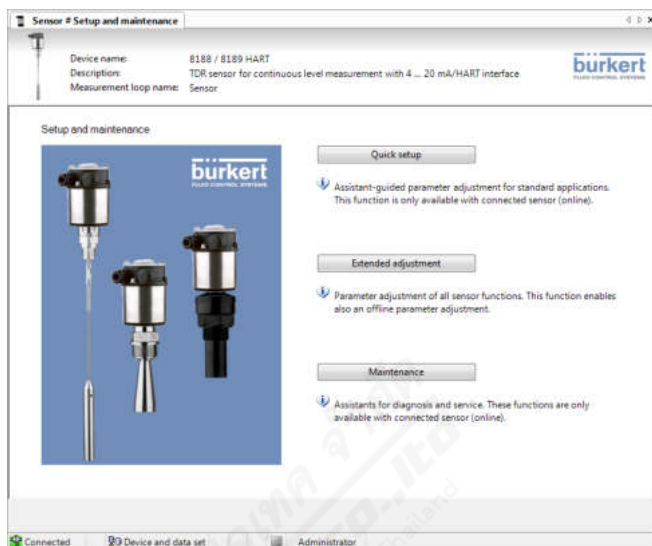 Sensor # Setup and maintenance
Device name: 8188 / 8189 HART
Description: TDR sensor for continuous level measurement with 4 ... 20 mA/HART interface
Measurement loop name: Sensor
bürkert
FLUID CONTROL SYSTEMS
Setup and maintenance
bürkert
FLUID CONTROL SYSTEMS
Quick setup
Assistant-guided parameter adjustment for standard applications.
This function is only available with connected sensor (online).
Extended adjustment
Parameter adjustment of all sensor functions. This function enables
also an offline parameter adjustment.
Maintenance
Assistants for diagnosis and service. These functions are only
available with connected sensor (online).
co.,ltd
Thailand
Connected Device and data set Administrator